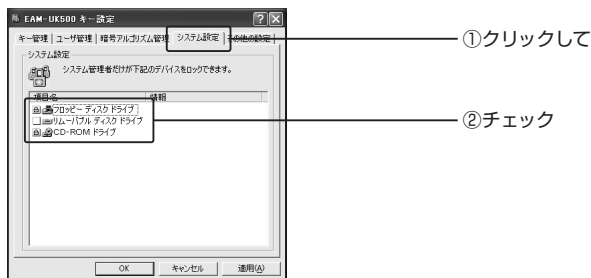 EAM-UK500 キー設定
キー管理 ユーザ管理 暗号アルゴリズム管理 システム設定 その他の設定
システム設定
システム管理者だけが下記のデバイスをロックできます。
項目名 情報
フロッピー ディスク ドライブ
リムーバブル ディスク ドライブ
CD-ROM ドライブ
OK キャンセル 適用(A)
①クリックして
②チェック